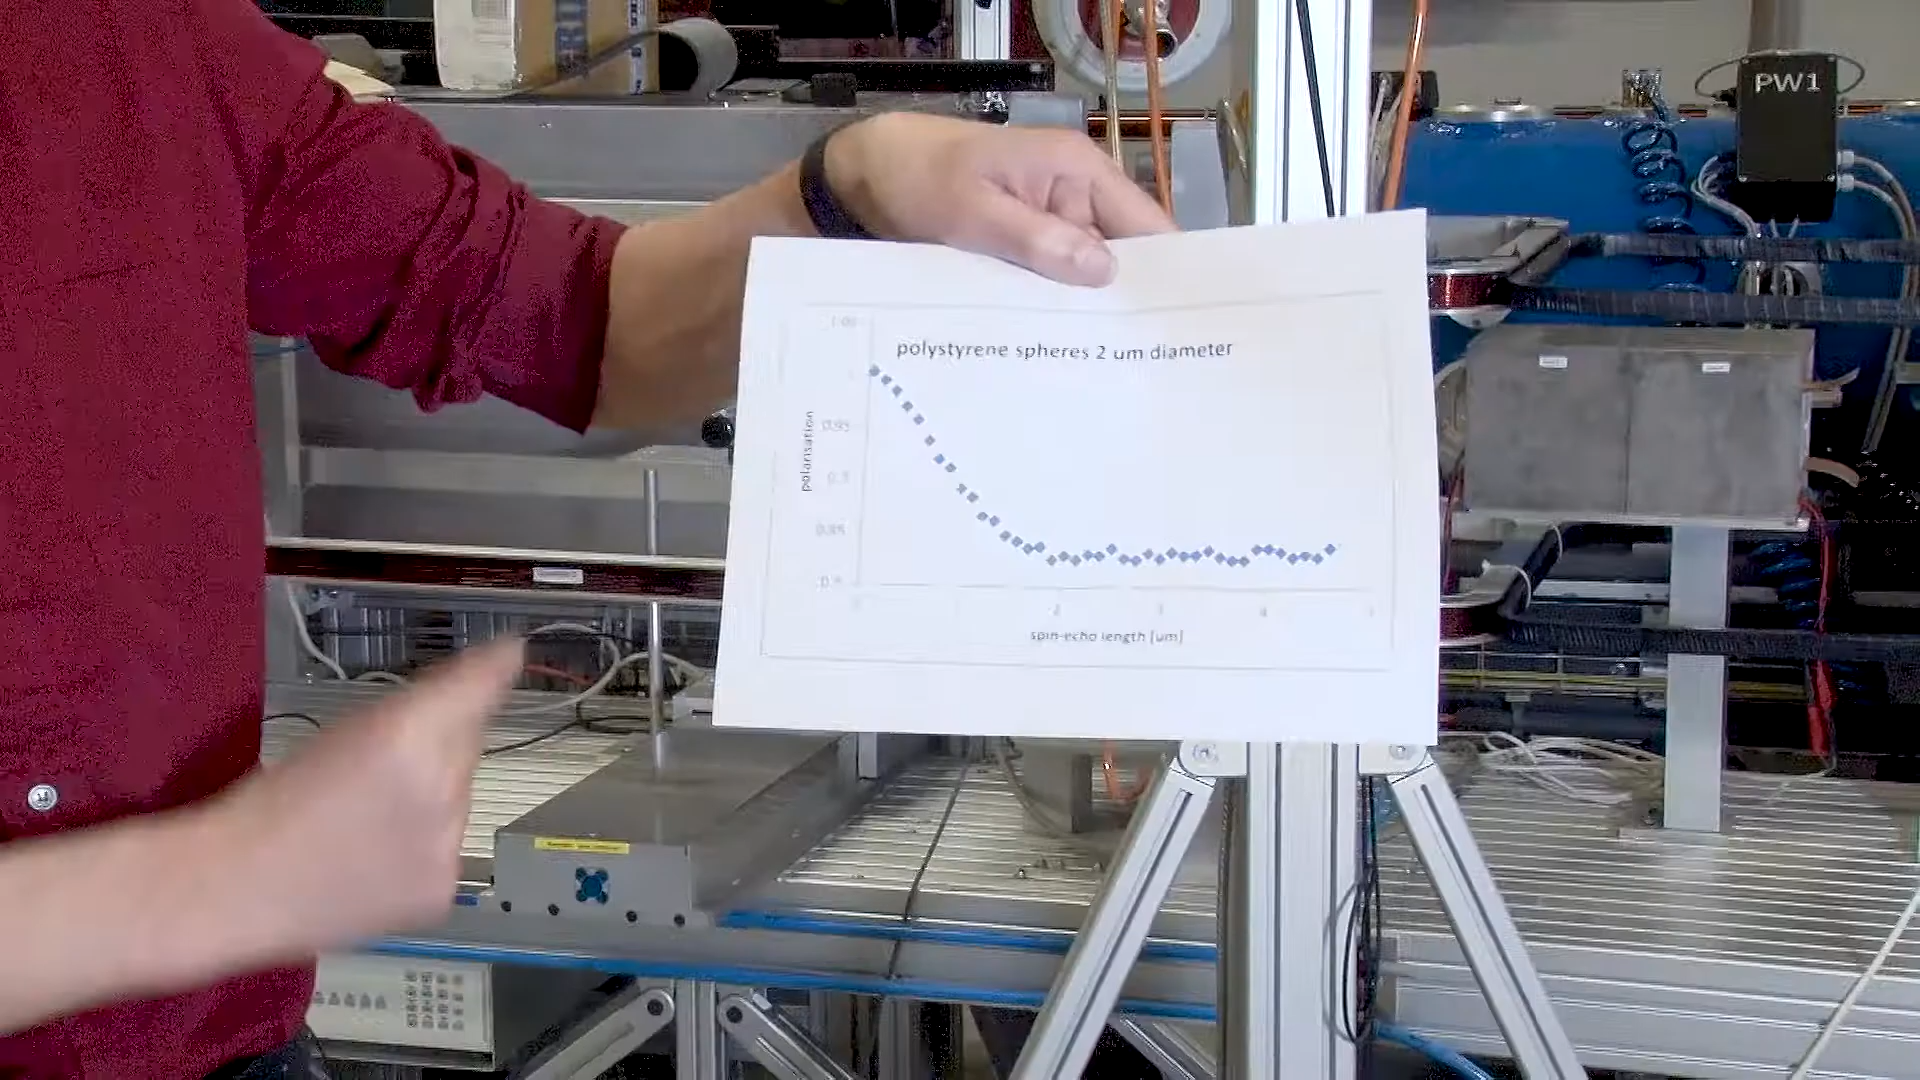 PW1
1.05
polystyrene spheres 2 um diameter
polarisation
0.95
0.9
0.85
0.8
2
3
4
spin-echo length [um]